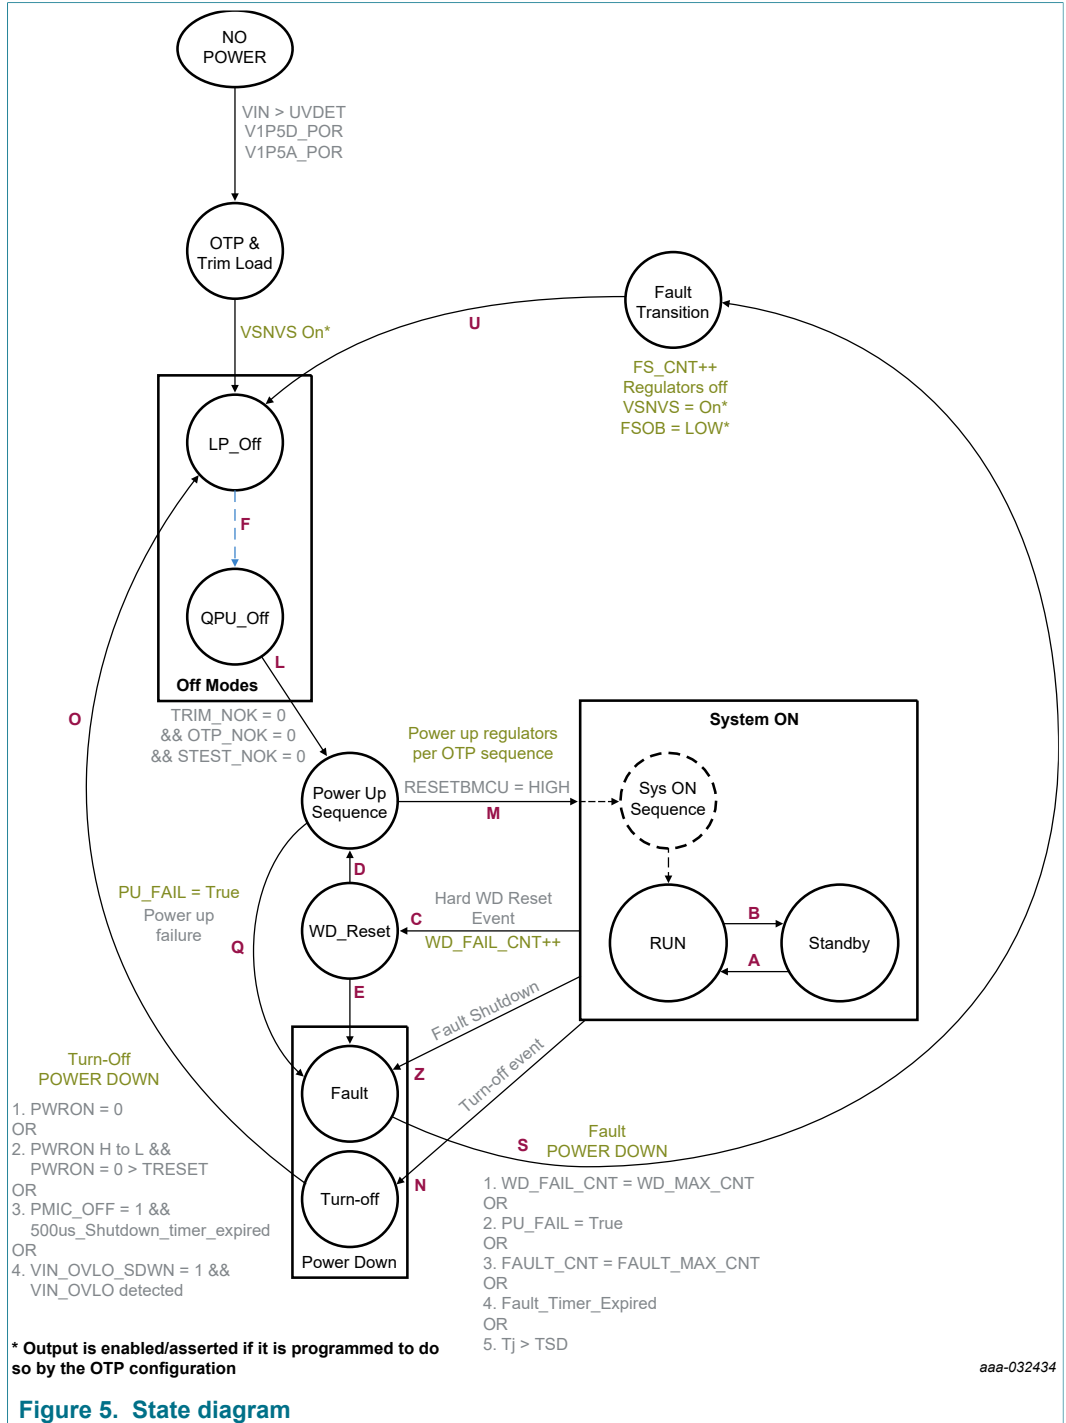 NO
POWER
VIN > UVDET
V1P5D_POR
V1P5A_POR
OTP &
Trim Load
VSNVS On*
Fault
Transition
U
FS_CNT++
Regulators off
VSNVS = On*
FSOB = LOW*
LP_Off
F
QPU_Off
L
Off Modes
O
TRIM_NOK = 0
&& OTP_NOK = 0
&& STEST_NOK = 0
Power up regulators
per OTP sequence
System ON
Power Up
Sequence
RESETBMCU = HIGH
M
Sys ON
Sequence
D
PU_FAIL = True
Power up
failure
Q
WD_Reset
C
Hard WD Reset
Event
WD_FAIL_CNT++
RUN
B
A
Standby
E
Fault Shutdown
Z
Turn-off event
Fault
Turn-Off
POWER DOWN
1. PWRON = 0
OR
2. PWRON H to L &&
PWRON = 0 > TRESET
OR
3. PMIC_OFF = 1 &&
500us_Shutdown_timer_expired
OR
4. VIN_OVLO_SDWN = 1 &&
VIN_OVLO detected
S
Fault
POWER DOWN
Turn-off
N
Power Down
1. WD_FAIL_CNT = WD_MAX_CNT
OR
2. PU_FAIL = True
OR
3. FAULT_CNT = FAULT_MAX_CNT
OR
4. Fault_Timer_Expired
OR
5. Tj > TSD
* Output is enabled/asserted if it is programmed to do
so by the OTP configuration
aaa-032434
Figure 5. State diagram